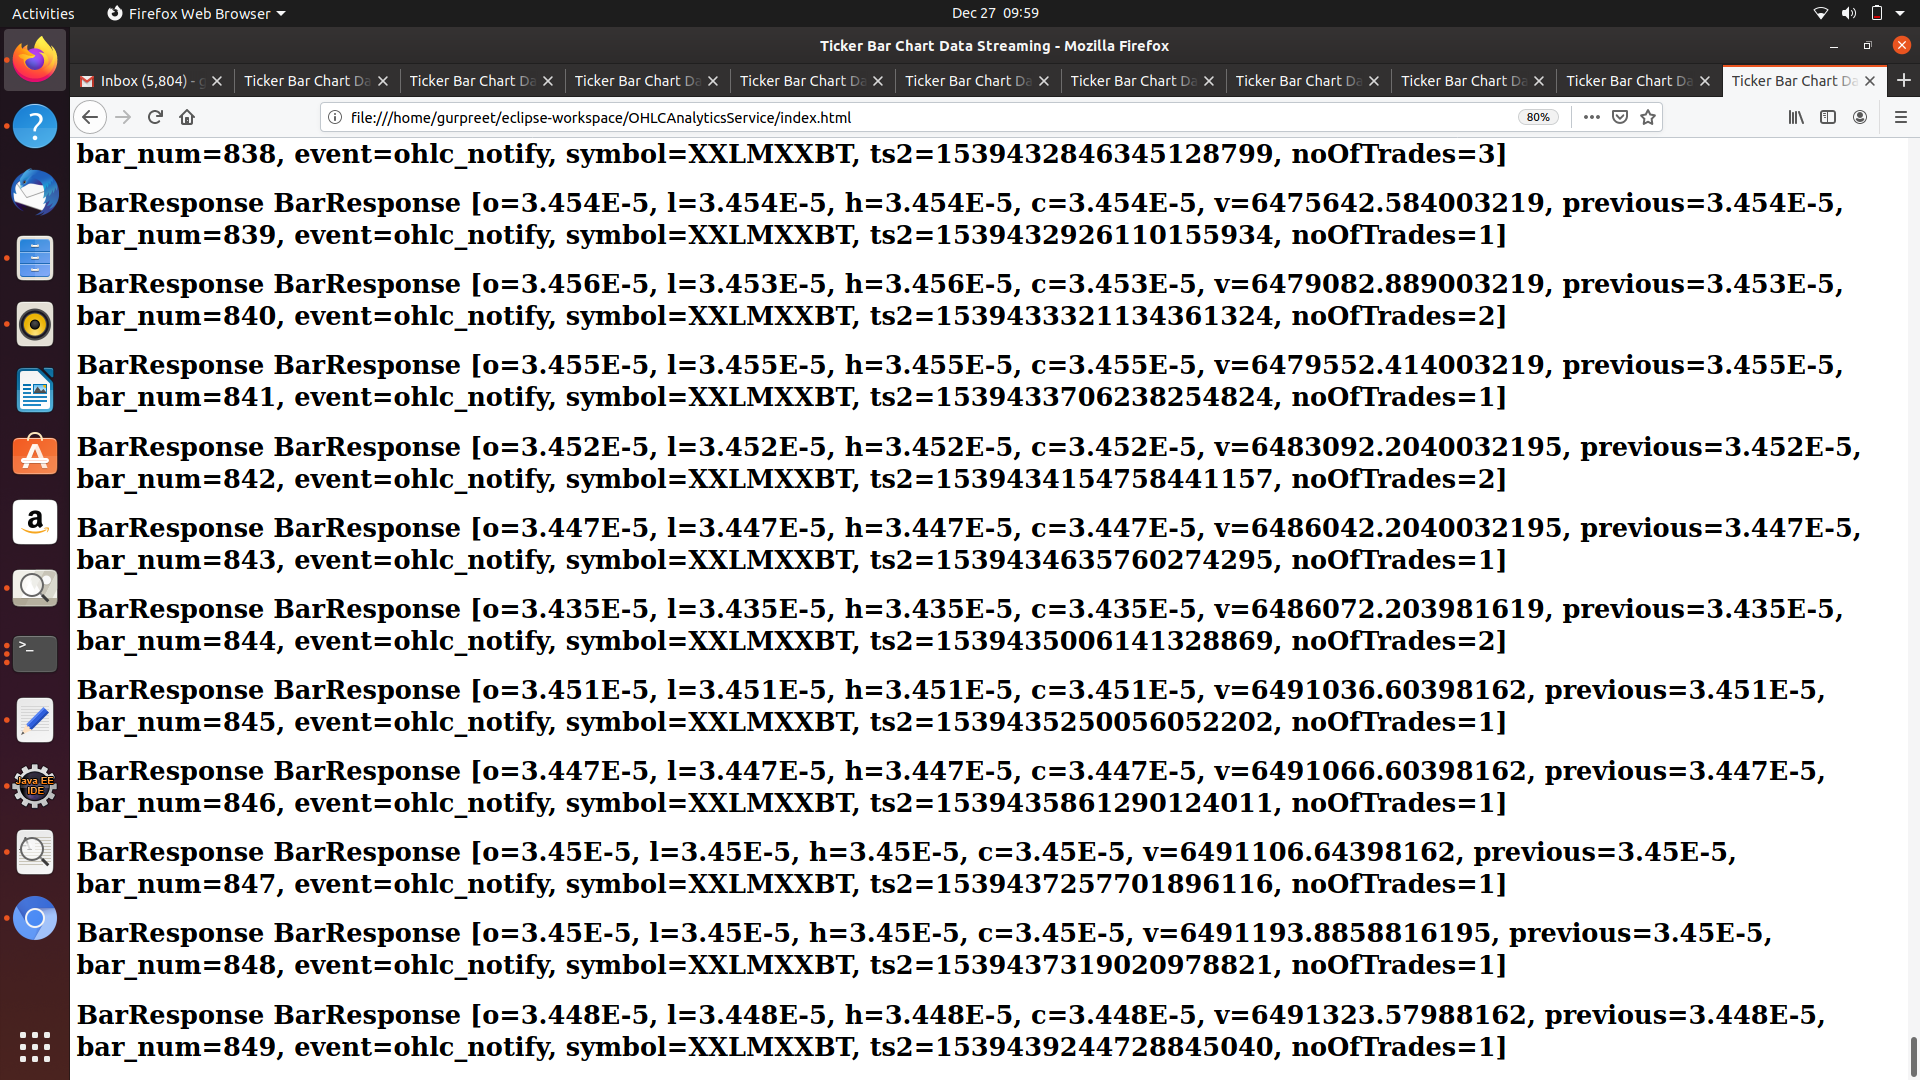 Activities
Firefox Web Browser
Dec 27 09:59
Ticker Bar Chart Data Streaming - Mozilla Firefox
Inbox (5,804) - g
Ticker Bar Chart Da
Ticker Bar Chart Da
Ticker Bar Chart Da
Ticker Bar Chart Da
Ticker Bar Chart Da
Ticker Bar Chart Da
Ticker Bar Chart Da
Ticker Bar Chart Da
Ticker Bar Chart Da
Ticker Bar Chart Da
file:///home/gurpreet/eclipse-workspace/OHLCAnalyticsService/index.html
80%
bar_num=838, event=ohlc_notify, symbol=XXLMXXBT, ts2=1539432846345128799, noOfTrades=3]
BarResponse BarResponse [o=3.454E-5, l=3.454E-5, h=3.454E-5, c=3.454E-5, v=6475642.584003219, previous=3.454E-5,
bar_num=839, event=ohlc_notify, symbol=XXLMXXBT, ts2=1539432926110155934, noOfTrades=1]
BarResponse BarResponse [o=3.456E-5, l=3.453E-5, h=3.456E-5, c=3.453E-5, v=6479082.889003219, previous=3.453E-5,
bar_num=840, event=ohlc_notify, symbol=XXLMXXBT, ts2=1539433321134361324, noOfTrades=2]
BarResponse BarResponse [o=3.455E-5, l=3.455E-5, h=3.455E-5, c=3.455E-5, v=6479552.414003219, previous=3.455E-5,
bar_num=841, event=ohlc_notify, symbol=XXLMXXBT, ts2=1539433706238254824, noOfTrades=1]
BarResponse BarResponse [o=3.452E-5, l=3.452E-5, h=3.452E-5, c=3.452E-5, v=6483092.2040032195, previous=3.452E-5,
bar_num=842, event=ohlc_notify, symbol=XXLMXXBT, ts2=1539434154758441157, noOfTrades=2]
BarResponse BarResponse [o=3.447E-5, l=3.447E-5, h=3.447E-5, c=3.447E-5, v=6486042.2040032195, previous=3.447E-5,
bar_num=843, event=ohlc_notify, symbol=XXLMXXBT, ts2=1539434635760274295, noOfTrades=1]
BarResponse BarResponse [o=3.435E-5, l=3.435E-5, h=3.435E-5, c=3.435E-5, v=6486072.203981619, previous=3.435E-5,
bar_num=844, event=ohlc_notify, symbol=XXLMXXBT, ts2=1539435006141328869, noOfTrades=2]
BarResponse BarResponse [o=3.451E-5, l=3.451E-5, h=3.451E-5, c=3.451E-5, v=6491036.60398162, previous=3.451E-5,
bar_num=845, event=ohlc_notify, symbol=XXLMXXBT, ts2=1539435250056052202, noOfTrades=1]
BarResponse BarResponse [o=3.447E-5, l=3.447E-5, h=3.447E-5, c=3.447E-5, v=6491066.60398162, previous=3.447E-5,
bar_num=846, event=ohlc_notify, symbol=XXLMXXBT, ts2=1539435861290124011, noOfTrades=1]
BarResponse BarResponse [o=3.45E-5, l=3.45E-5, h=3.45E-5, c=3.45E-5, v=6491106.64398162, previous=3.45E-5,
bar_num=847, event=ohlc_notify, symbol=XXLMXXBT, ts2=1539437257701896116, noOfTrades=1]
BarResponse BarResponse [o=3.45E-5, l=3.45E-5, h=3.45E-5, c=3.45E-5, v=6491193.8858816195, previous=3.45E-5,
bar_num=848, event=ohlc_notify, symbol=XXLMXXBT, ts2=1539437319020978821, noOfTrades=1]
BarResponse BarResponse [o=3.448E-5, l=3.448E-5, h=3.448E-5, c=3.448E-5, v=6491323.57988162, previous=3.448E-5,
bar_num=849, event=ohlc_notify, symbol=XXLMXXBT, ts2=1539439244728845040, noOfTrades=1]
Java EE
IDE